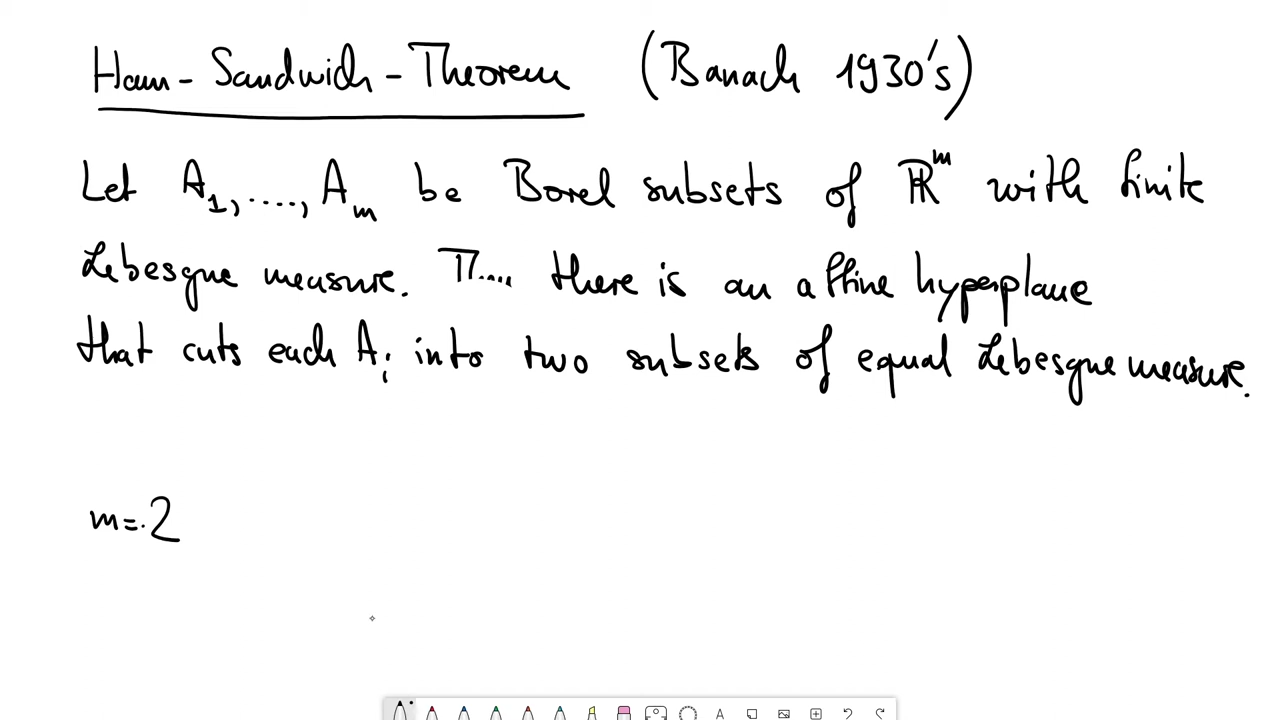 Ham-Sandwich-Theorem (Banach 1930's)
Let A₁,....,Aₘ be Borel subsets of ℝᵐ with finite
Lebesgue measure. there is an affine hyperplane
that cuts each Aᵢ into two subsets of equal Lebesgue measure.
m=2